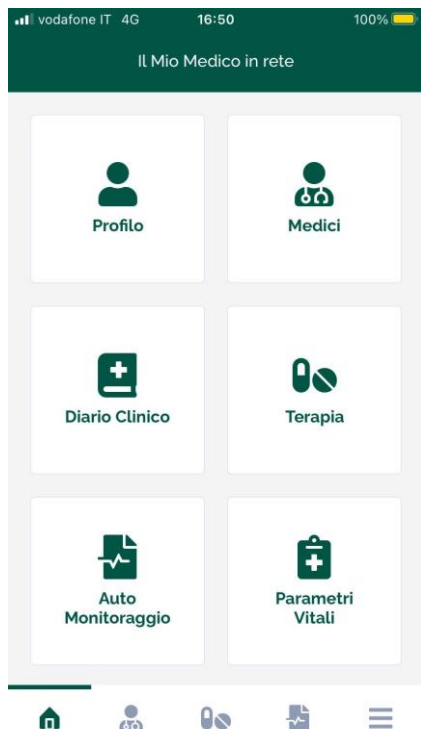 vodafone IT 4G 16:50 100%
Il Mio Medico in rete
Profilo Medici
Diario Clinico Terapia
Auto
Monitoraggio
Parametri
Vitali